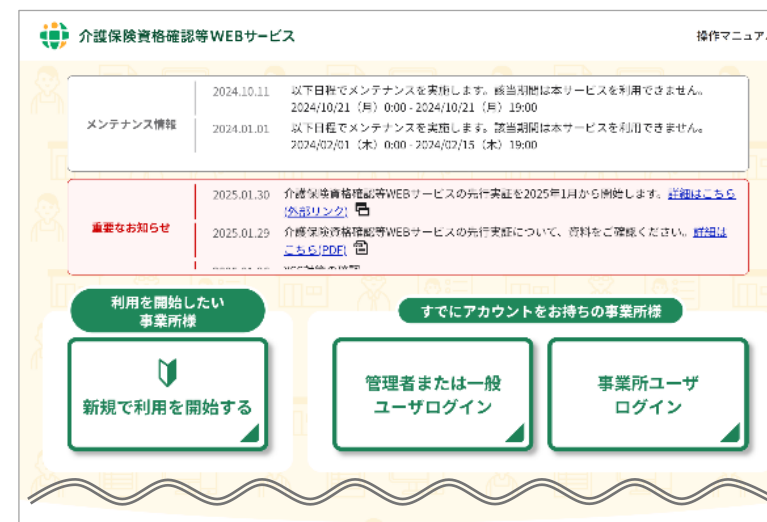 介護保険資格確認等WEBサービス
操作マニュア
メンテナンス情報
2024.10.11 以下日程でメンテナンスを実施します。該当期間は本サービスを利用できません。
2024/10/21（月）0:00 - 2024/10/21（月）19:00
2024.01.01 以下日程でメンテナンスを実施します。該当期間は本サービスを利用できません。
2024/02/01（木）0:00 - 2024/02/15（木）19:00
重要なお知らせ
2025.01.30 介護保険資格確認等WEBサービスの先行実証を2025年1月から開始します。詳細はこちら
(外部リンク)
2025.01.29 介護保険資格確認等WEBサービスの先行実証について、資料をご確認ください。詳細は
こちら(PDF)
利用を開始したい
事業所様
すでにアカウントをお持ちの事業所様
新規で利用を開始する
管理者または一般
ユーザログイン
事業所ユーザ
ログイン